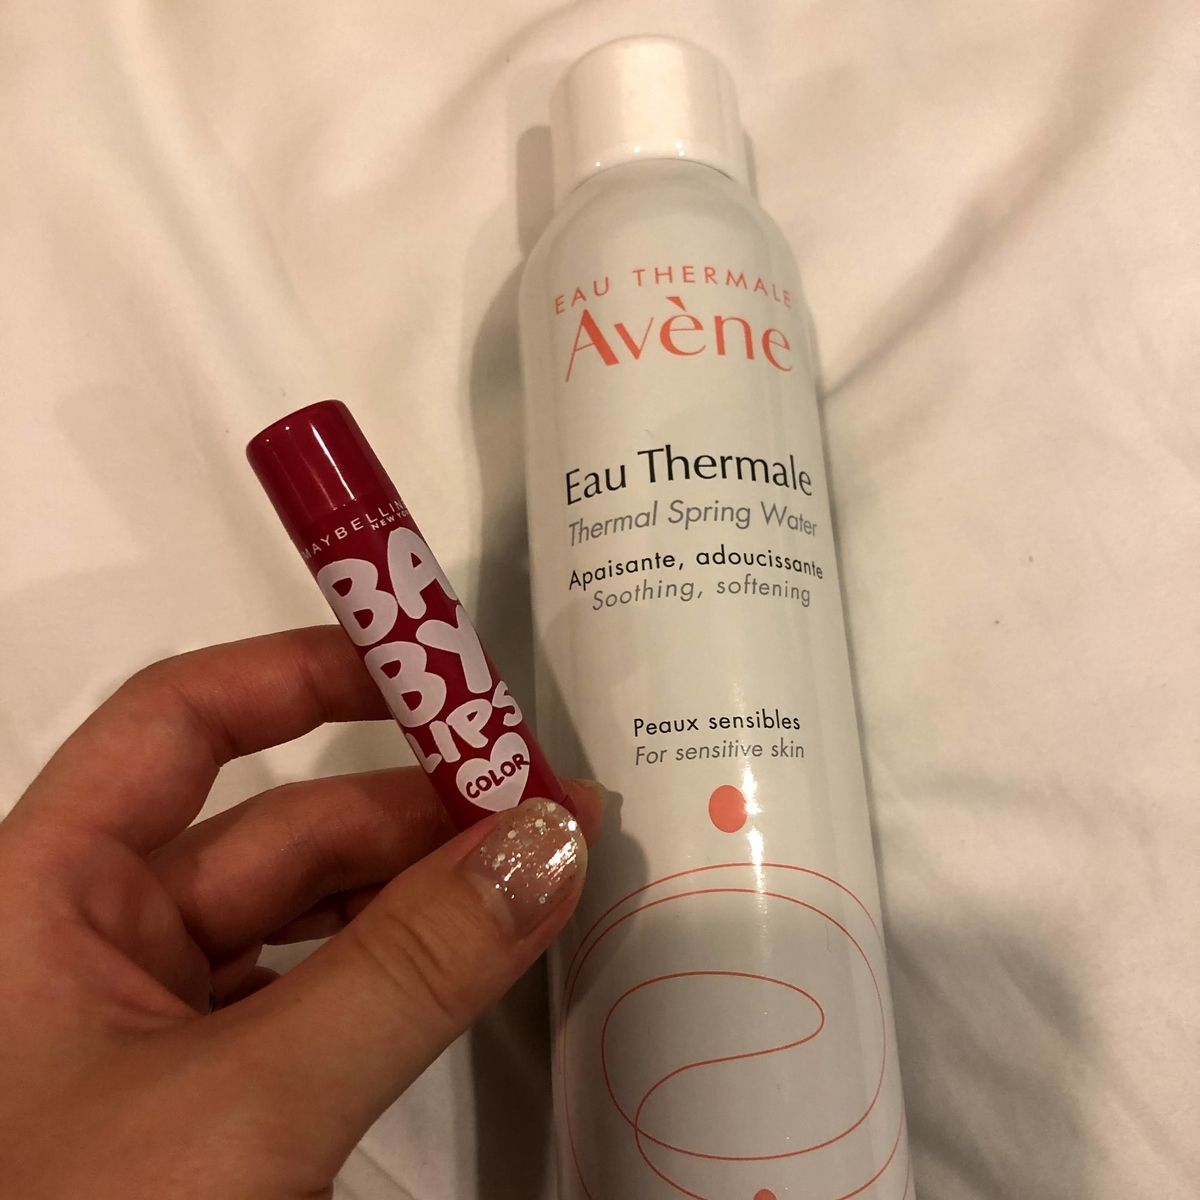 MAYBELLIN
NEW YO
BA
BY
LIPS
COLOR
EAU THERMALE
Avène
Eau Thermale
Thermal Spring Water
Apaisante, adoucissante
Soothing, softening
Peaux sensibles
For sensitive skin